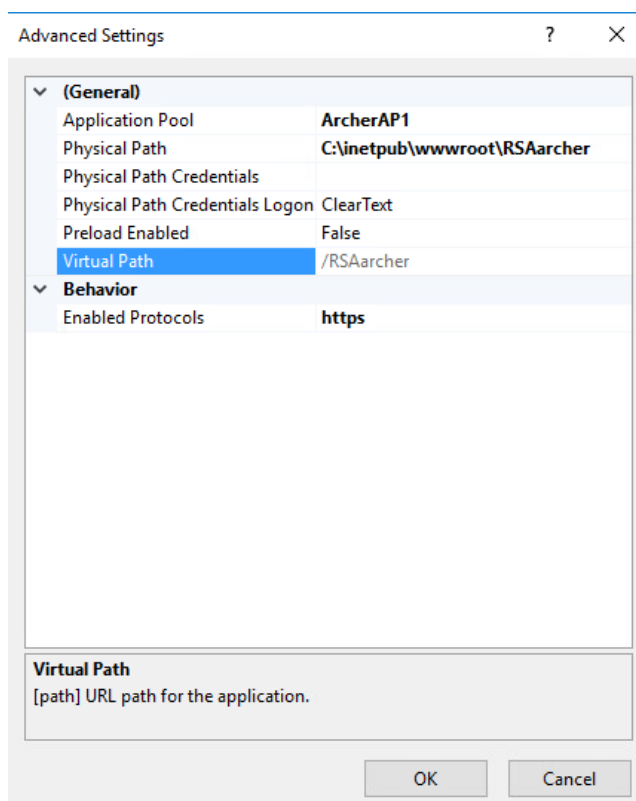 Advanced Settings ? X
(General)
Application Pool ArcherAP1
Physical Path C:\inetpub\wwwroot\RSAarcher
Physical Path Credentials
Physical Path Credentials Logon ClearText
Preload Enabled False
Virtual Path /RSAarcher
Behavior
Enabled Protocols https
Virtual Path
[path] URL path for the application.
OK Cancel